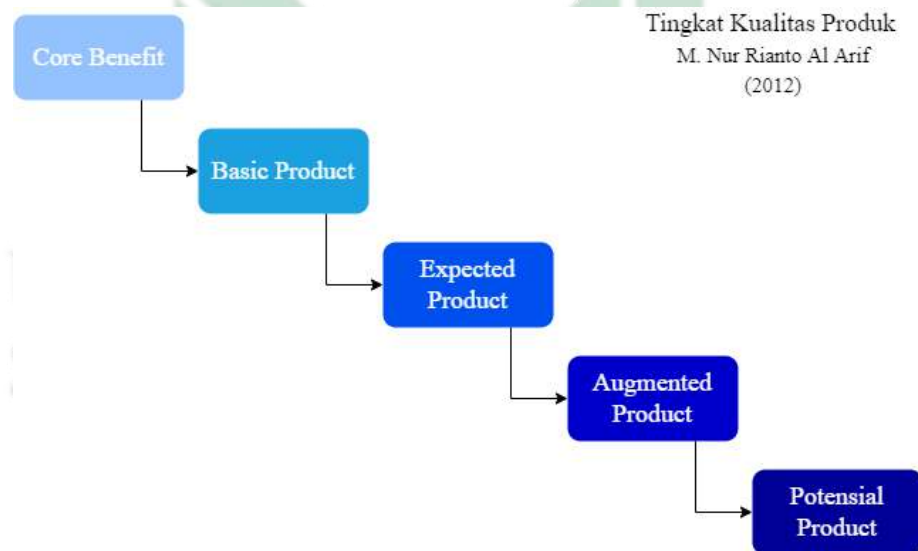 Tingkat Kualitas Produk
M. Nur Rianto Al Arif
(2012)
Core Benefit
Basic Product
Expected
Product
Augmented
Product
Potensial
Product